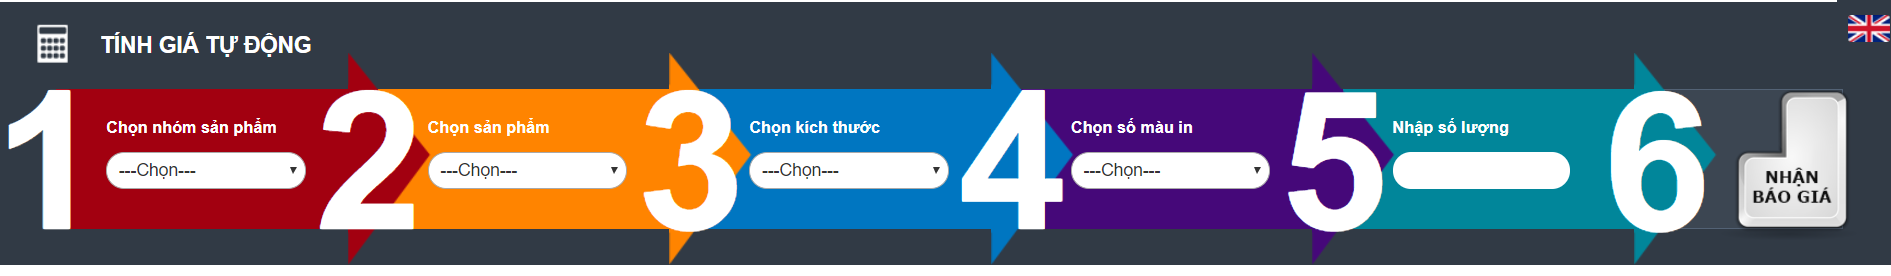 TÍNH GIÁ TỰ ĐỘNG
1
Chọn nhóm sản phẩm
---Chọn---
2
Chọn sản phẩm
---Chọn---
3
Chọn kích thước
---Chọn---
4
Chọn số màu in
---Chọn---
5
Nhập số lượng
6
NHẬN
BÁO GIÁ